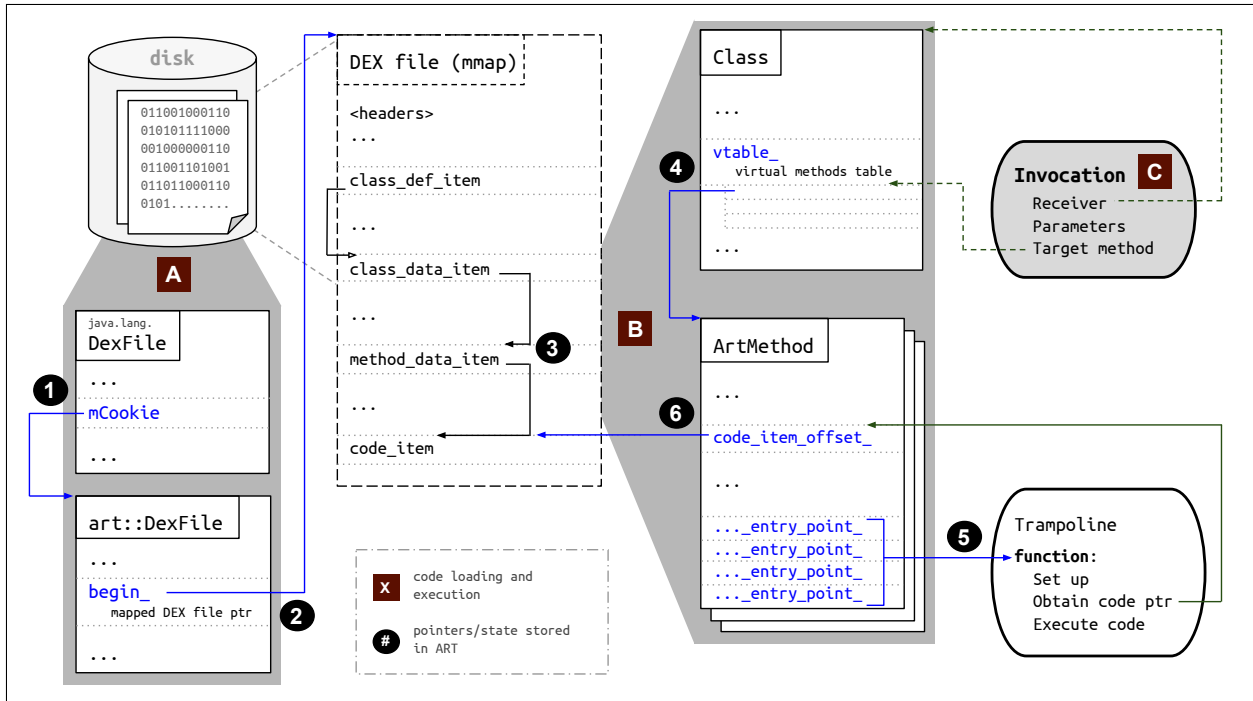 disk
011001000110
010101111000
001000000110
011001101001
011011000110
0101........
A
java.lang.
DexFile
...
1
mCookie
...
art::DexFile
...
begin_
mapped DEX file ptr
2
...
DEX file (mmap)
<headers>
...
class_def_item
...
class_data_item
...
3
method_data_item
...
code_item
X
code loading and
execution
#
pointers/state stored
in ART
B
Class
...
4
vtable_
virtual methods table
...
ArtMethod
...
6
code_item_offset_
...
..._entry_point_
..._entry_point_
..._entry_point_
..._entry_point_
5
Invocation
C
Receiver
Parameters
Target method
Trampoline
function:
Set up
Obtain code ptr
Execute code